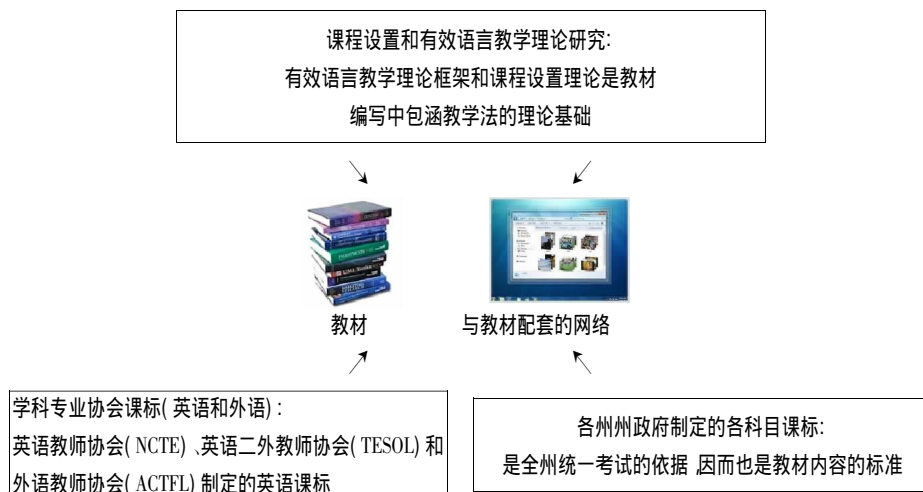 课程设置和有效语言教学理论研究:
有效语言教学理论框架和课程设置理论是教材
编写中包涵教学法的理论基础
教材
与教材配套的网络
学科专业协会课标( 英语和外语) :
英语教师协会( NCTE) 、英语二外教师协会( TESOL) 和
外语教师协会( ACTFL) 制定的英语课标
各州州政府制定的各科目课标:
是全州统一考试的依据 因而也是教材内容的标准